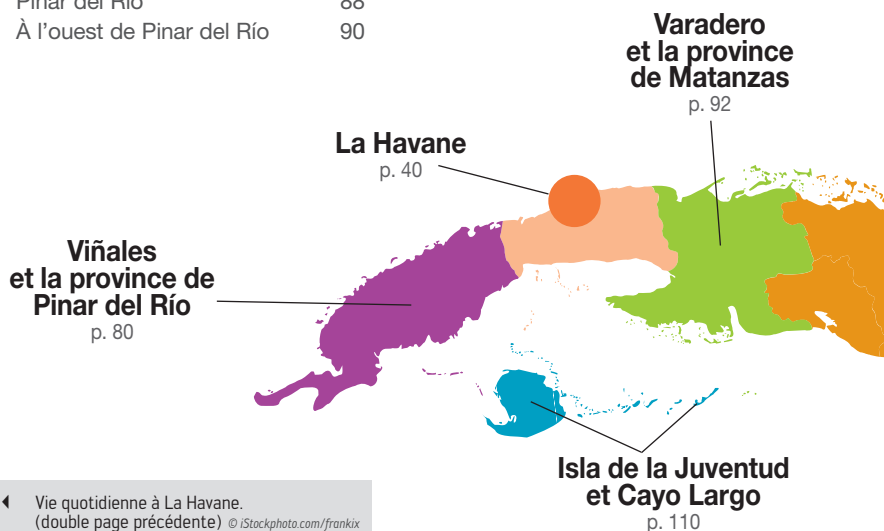 Pinar del Río 88
À l'ouest de Pinar del Río 90
Varadero
et la province
de Matanzas
p. 92
La Havane
p. 40
Viñales
et la province de
Pinar del Río
p. 80
Isla de la Juventud
et Cayo Largo
p. 110
Vie quotidienne à La Havane.
(double page précédente) © iStockphoto.com/frankix